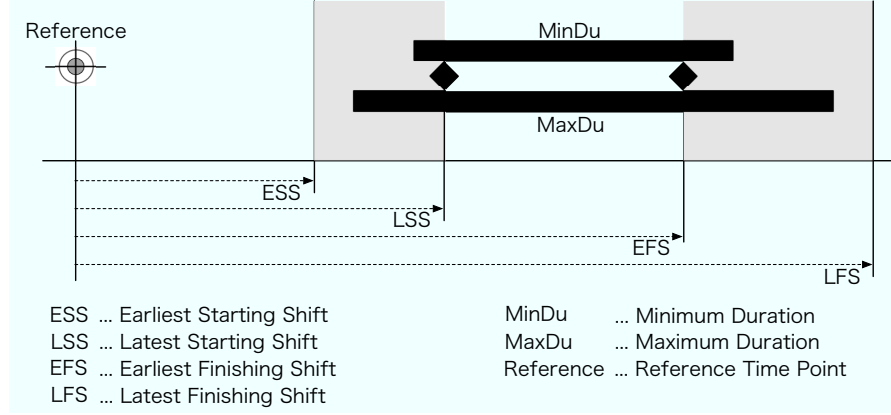 Reference
MinDu
MaxDu
ESS
LSS
EFS
LFS
ESS ... Earliest Starting Shift
LSS ... Latest Starting Shift
EFS ... Earliest Finishing Shift
LFS ... Latest Finishing Shift
MinDu ... Minimum Duration
MaxDu ... Maximum Duration
Reference ... Reference Time Point